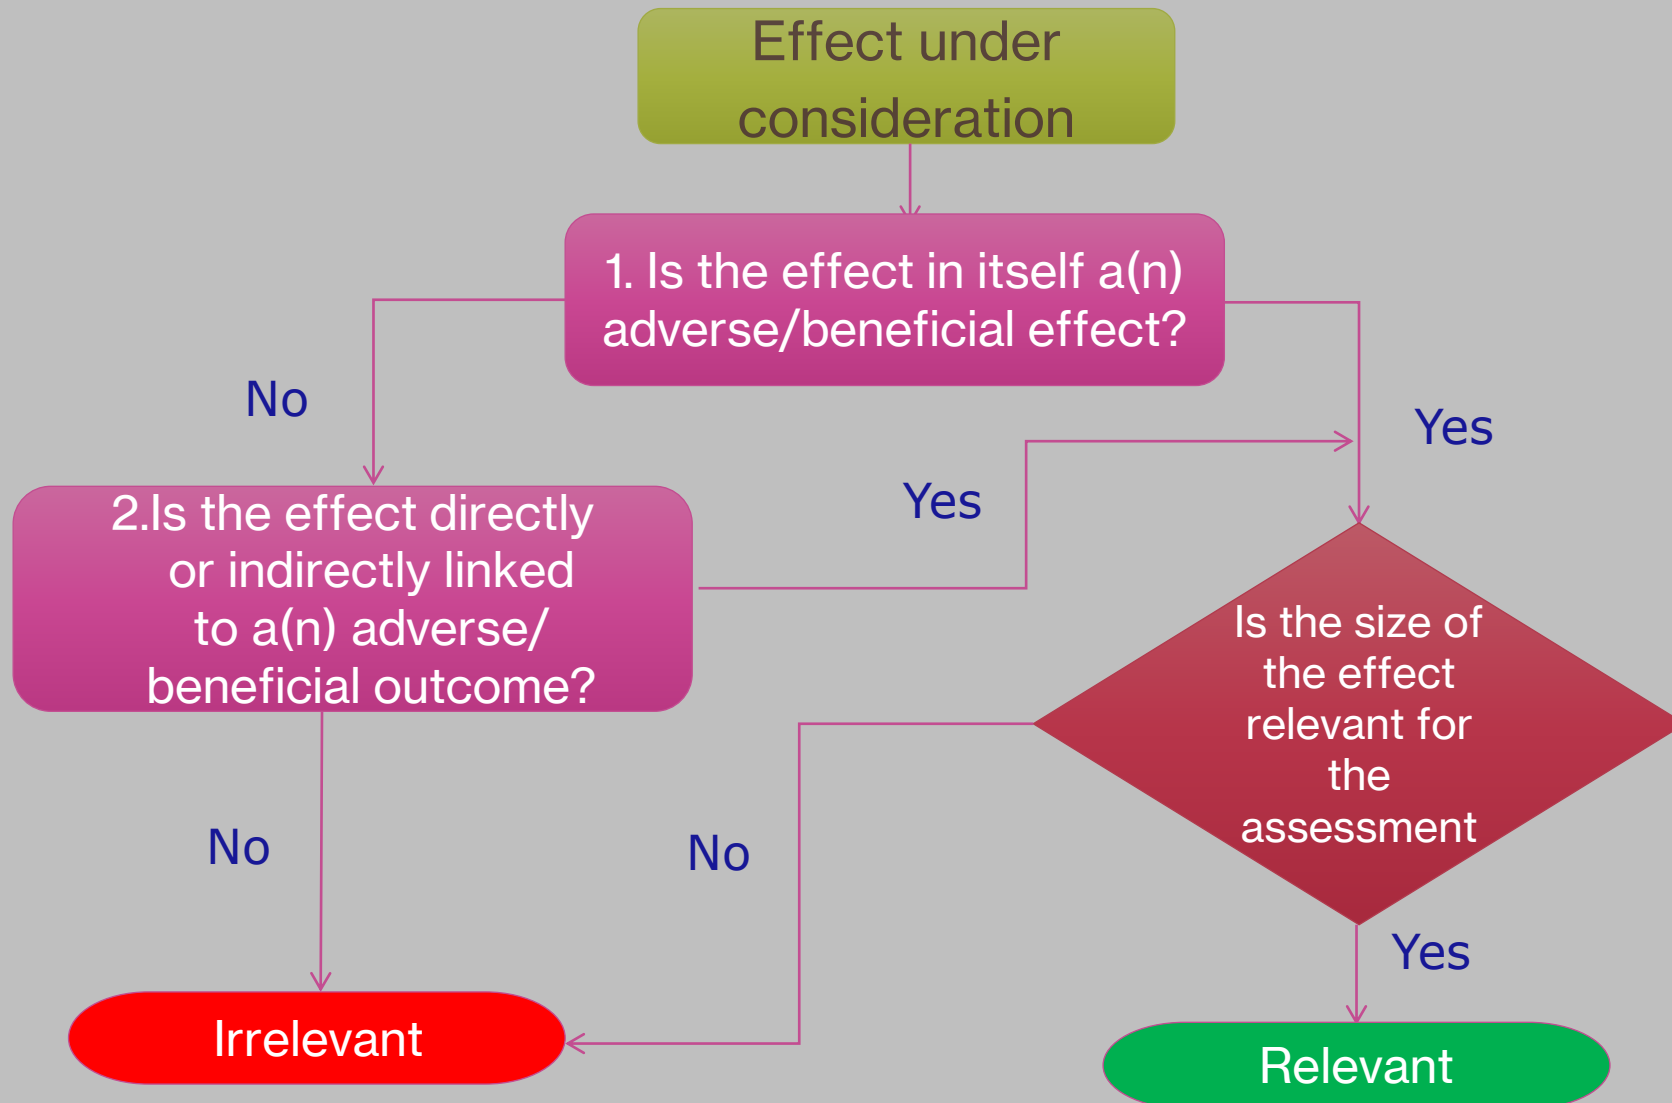 Effect under
consideration
1. Is the effect in itself a(n)
adverse/beneficial effect?
No
Yes
Yes
2.Is the effect directly
or indirectly linked
to a(n) adverse/
beneficial outcome?
Is the size of
the effect
relevant for
the
assessment
No
No
Yes
Irrelevant
Relevant